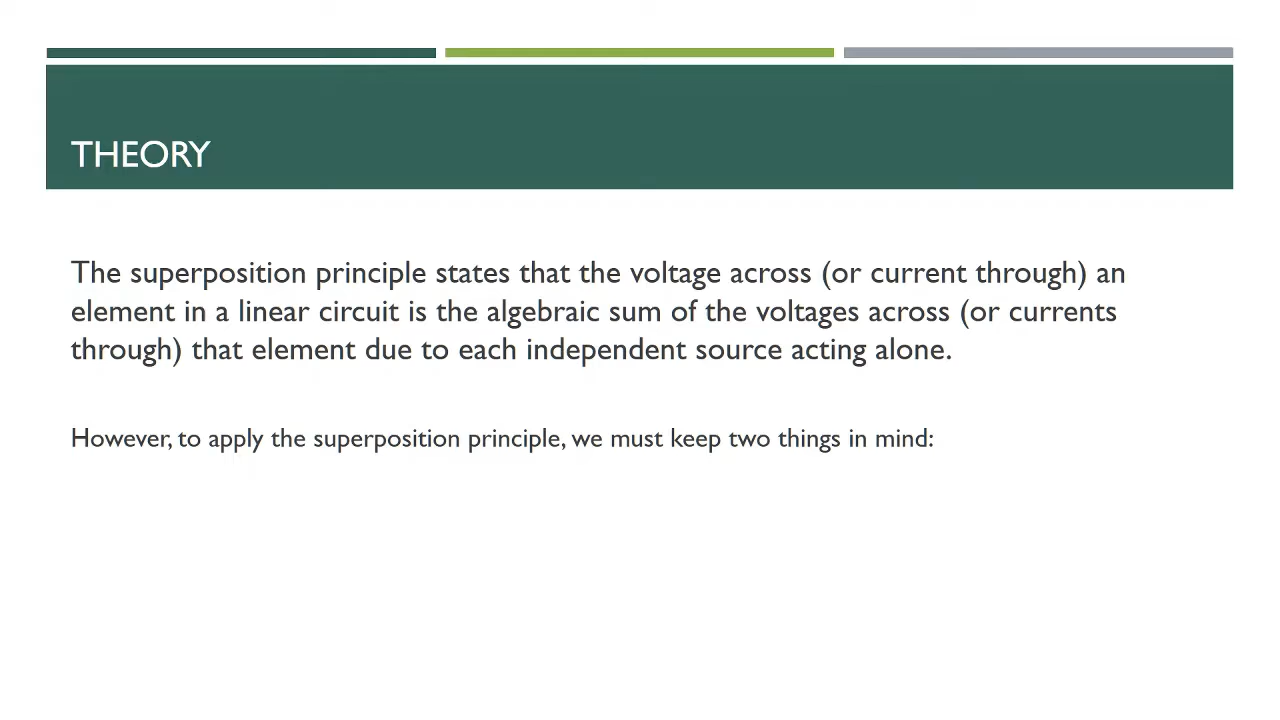 THEORY
The superposition principle states that the voltage across (or current through) an
element in a linear circuit is the algebraic sum of the voltages across (or currents
through) that element due to each independent source acting alone.
However, to apply the superposition principle, we must keep two things in mind: